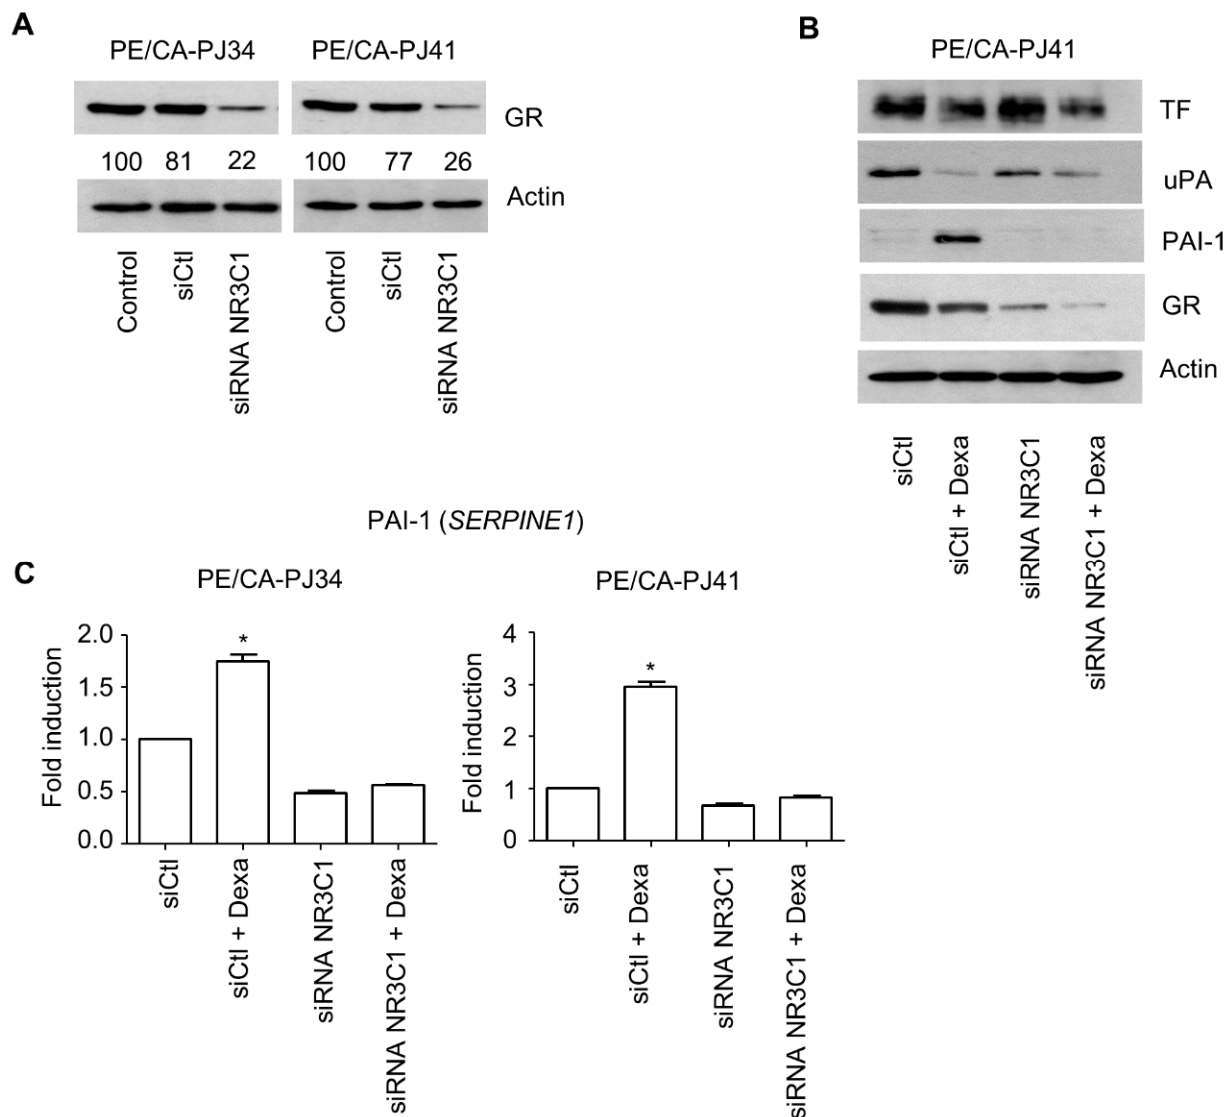 A
PE/CA-PJ34
PE/CA-PJ41
GR
100 81 22
100 77 26
Actin
Control
siCtl
siRNA NR3C1
Control
siCtl
siRNA NR3C1
B
PE/CA-PJ41
TF
uPA
PAI-1
GR
Actin
siCtl
siCtl + Dexa
siRNA NR3C1
siRNA NR3C1 + Dexa
PAI-1 (SERPINE1)
C
PE/CA-PJ34
Fold induction
2.0
1.5
1.0
0.5
0.0
*
siCtl
siCtl + Dexa
siRNA NR3C1
siRNA NR3C1 + Dexa
PE/CA-PJ41
Fold induction
4
3
2
1
0
*
siCtl
siCtl + Dexa
siRNA NR3C1
siRNA NR3C1 + Dexa